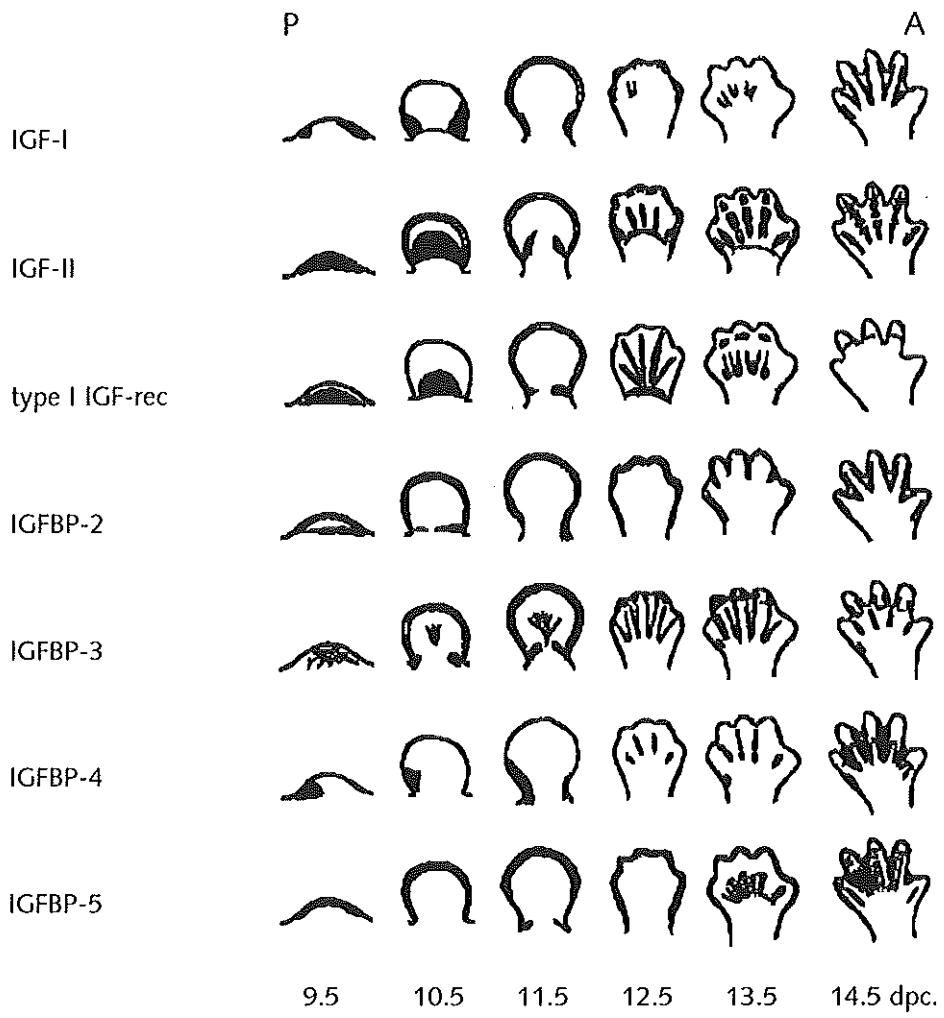 P A
IGF-I
IGF-II
type I IGF-rec
IGFBP-2
IGFBP-3
IGFBP-4
IGFBP-5
9.5 10.5 11.5 12.5 13.5 14.5 dpc.